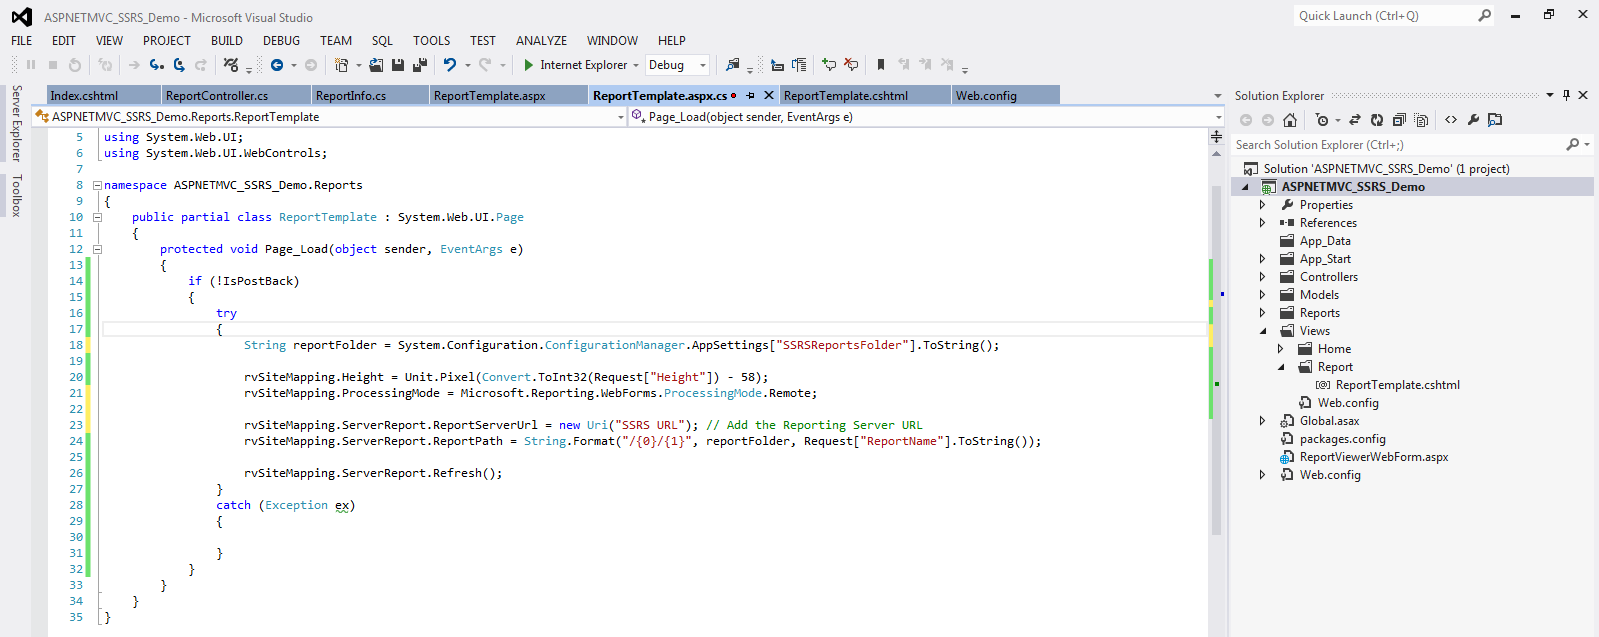 ASPNETMVC_SSRS_Demo - Microsoft Visual Studio
Quick Launch (Ctrl+Q)
FILE EDIT VIEW PROJECT BUILD DEBUG TEAM SQL TOOLS TEST ANALYZE WINDOW HELP
Internet Explorer Debug
Server Explorer
Toolbox
Index.cshtml ReportController.cs ReportInfo.cs ReportTemplate.aspx ReportTemplate.aspx.cs ReportTemplate.cshtml Web.config
ASPNETMVC_SSRS_Demo.Reports.ReportTemplate Page_Load(object sender, EventArgs e)
5 using System.Web.UI;
6 using System.Web.UI.WebControls;
7
8 namespace ASPNETMVC_SSRS_Demo.Reports
9 {
10 public partial class ReportTemplate : System.Web.UI.Page
11 {
12 protected void Page_Load(object sender, EventArgs e)
13 {
14 if (!IsPostBack)
15 {
16 try
17 {
18 String reportFolder = System.Configuration.ConfigurationManager.AppSettings["SSRSReportsFolder"].ToString();
19
20 rvSiteMapping.Height = Unit.Pixel(Convert.ToInt32(Request["Height"]) - 58);
21 rvSiteMapping.ProcessingMode = Microsoft.Reporting.WebForms.ProcessingMode.Remote;
22
23 rvSiteMapping.ServerReport.ReportServerUrl = new Uri("SSRS URL"); // Add the Reporting Server URL
24 rvSiteMapping.ServerReport.ReportPath = String.Format("/{0}/{1}", reportFolder, Request["ReportName"].ToString());
25
26 rvSiteMapping.ServerReport.Refresh();
27 }
28 catch (Exception ex)
29 {
30
31 }
32 }
33 }
34 }
35 }
Solution Explorer
Search Solution Explorer (Ctrl+;)
Solution 'ASPNETMVC_SSRS_Demo' (1 project)
ASPNETMVC_SSRS_Demo
Properties
References
App_Data
App_Start
Controllers
Models
Reports
Views
Home
Report
ReportTemplate.cshtml
Web.config
Global.asax
packages.config
ReportViewerWebForm.aspx
Web.config